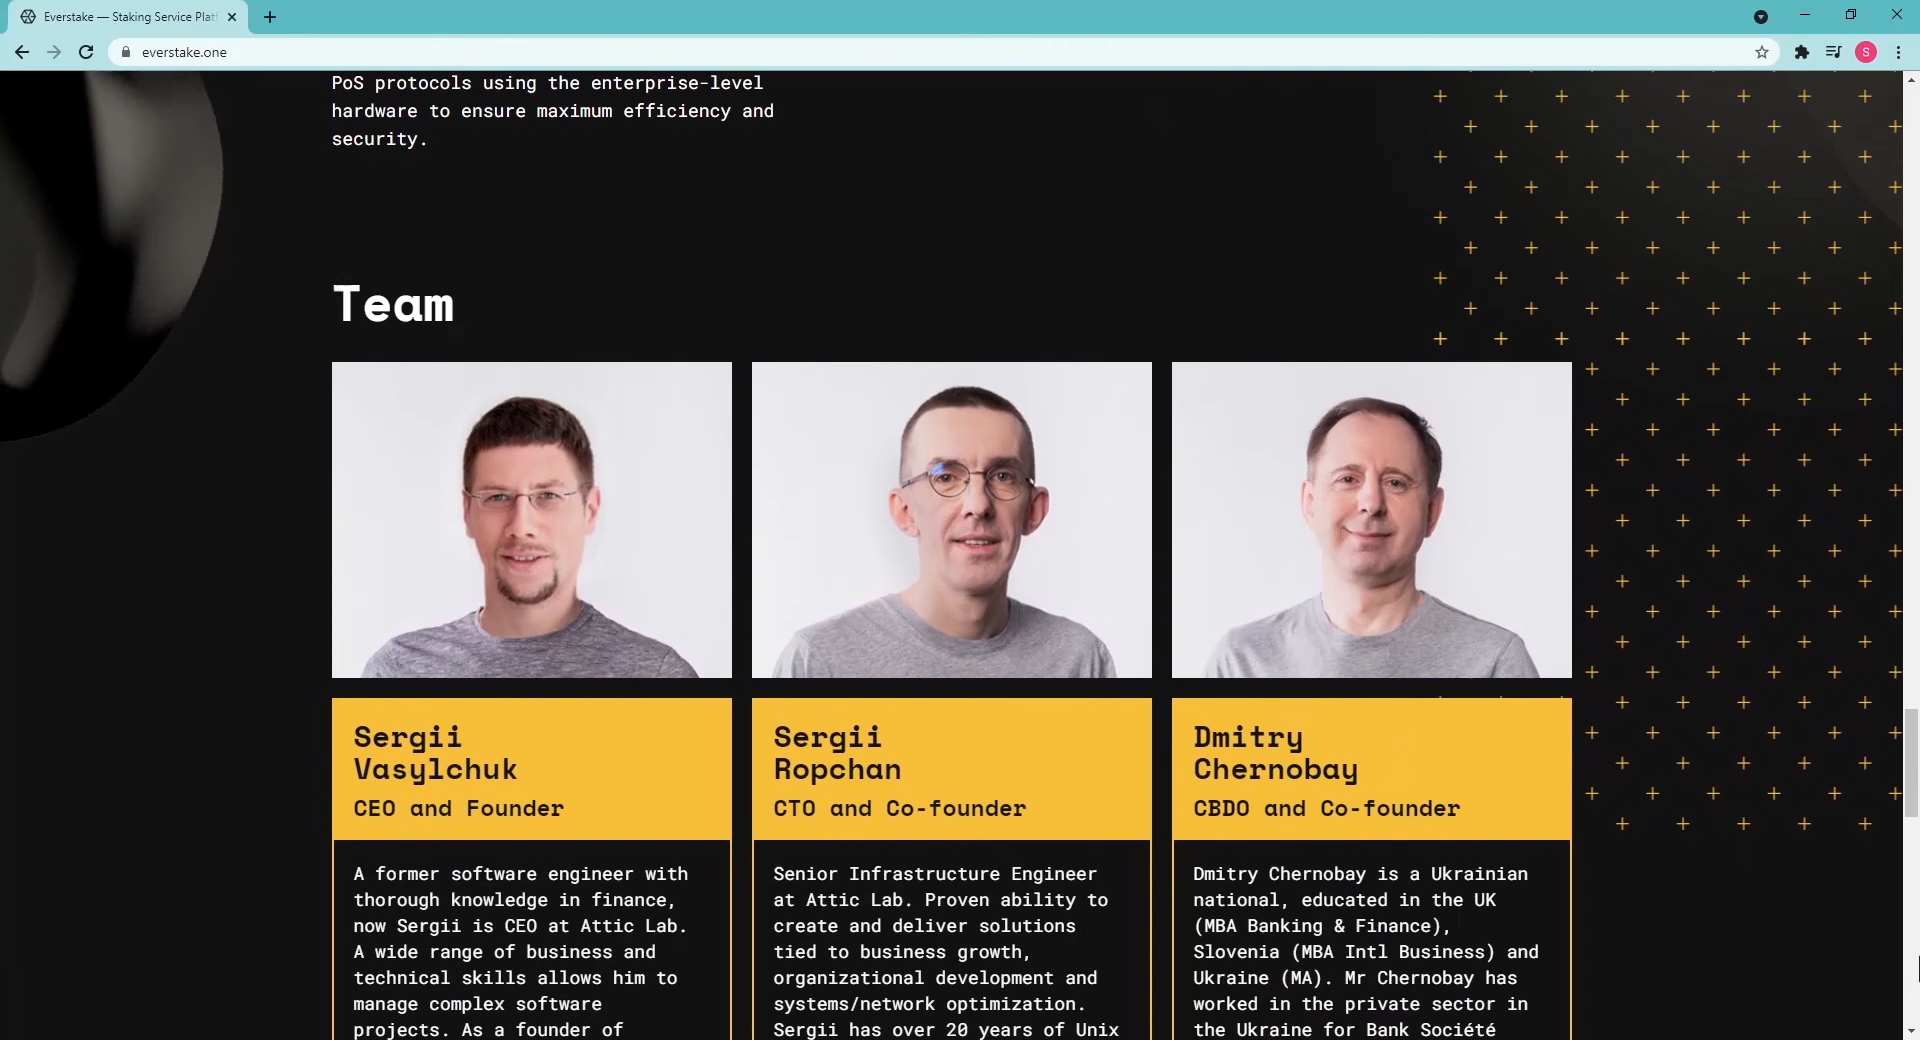 Everstake — Staking Service Plat
everstake.one
S
PoS protocols using the enterprise-level
hardware to ensure maximum efficiency and
security.
Team
Sergii
Vasylchuk
CEO and Founder
A former software engineer with
thorough knowledge in finance,
now Sergii is CEO at Attic Lab.
A wide range of business and
technical skills allows him to
manage complex software
projects. As a founder of
Sergii
Ropchan
CTO and Co-founder
Senior Infrastructure Engineer
at Attic Lab. Proven ability to
create and deliver solutions
tied to business growth,
organizational development and
systems/network optimization.
Sergii has over 20 years of Unix
Dmitry
Chernobay
CBDO and Co-founder
Dmitry Chernobay is a Ukrainian
national, educated in the UK
(MBA Banking & Finance),
Slovenia (MBA Intl Business) and
Ukraine (MA). Mr Chernobay has
worked in the private sector in
the Ukraine for Bank Société